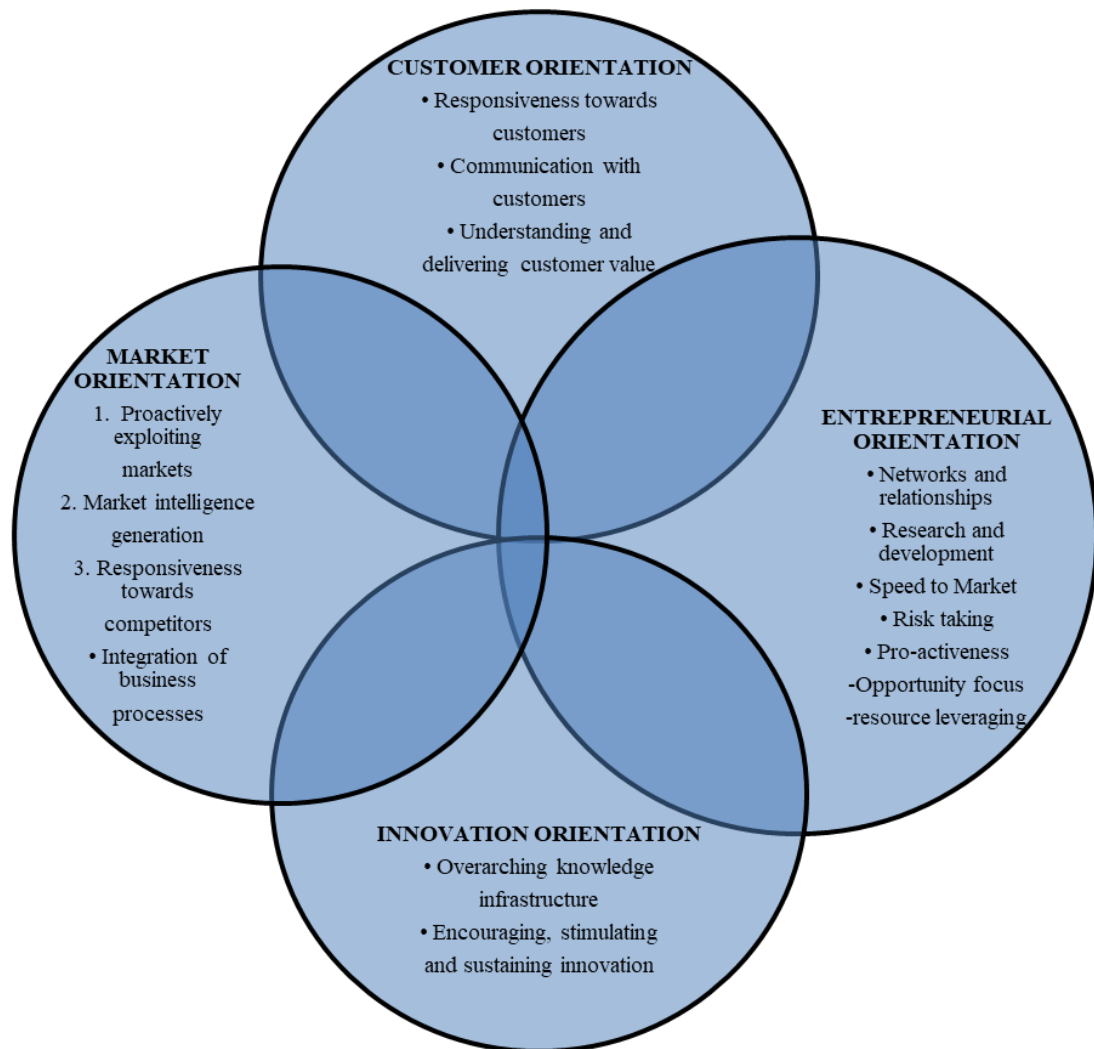 CUSTOMER ORIENTATION
• Responsiveness towards
customers
• Communication with
customers
• Understanding and
delivering customer value
MARKET
ORIENTATION
1. Proactively
exploiting
markets
2. Market intelligence
generation
3. Responsiveness
towards
competitors
• Integration of
business
processes
ENTREPRENEURIAL
ORIENTATION
• Networks and
relationships
• Research and
development
• Speed to Market
• Risk taking
• Pro-activeness
-Opportunity focus
-resource leveraging
INNOVATION ORIENTATION
• Overarching knowledge
infrastructure
• Encouraging, stimulating
and sustaining innovation